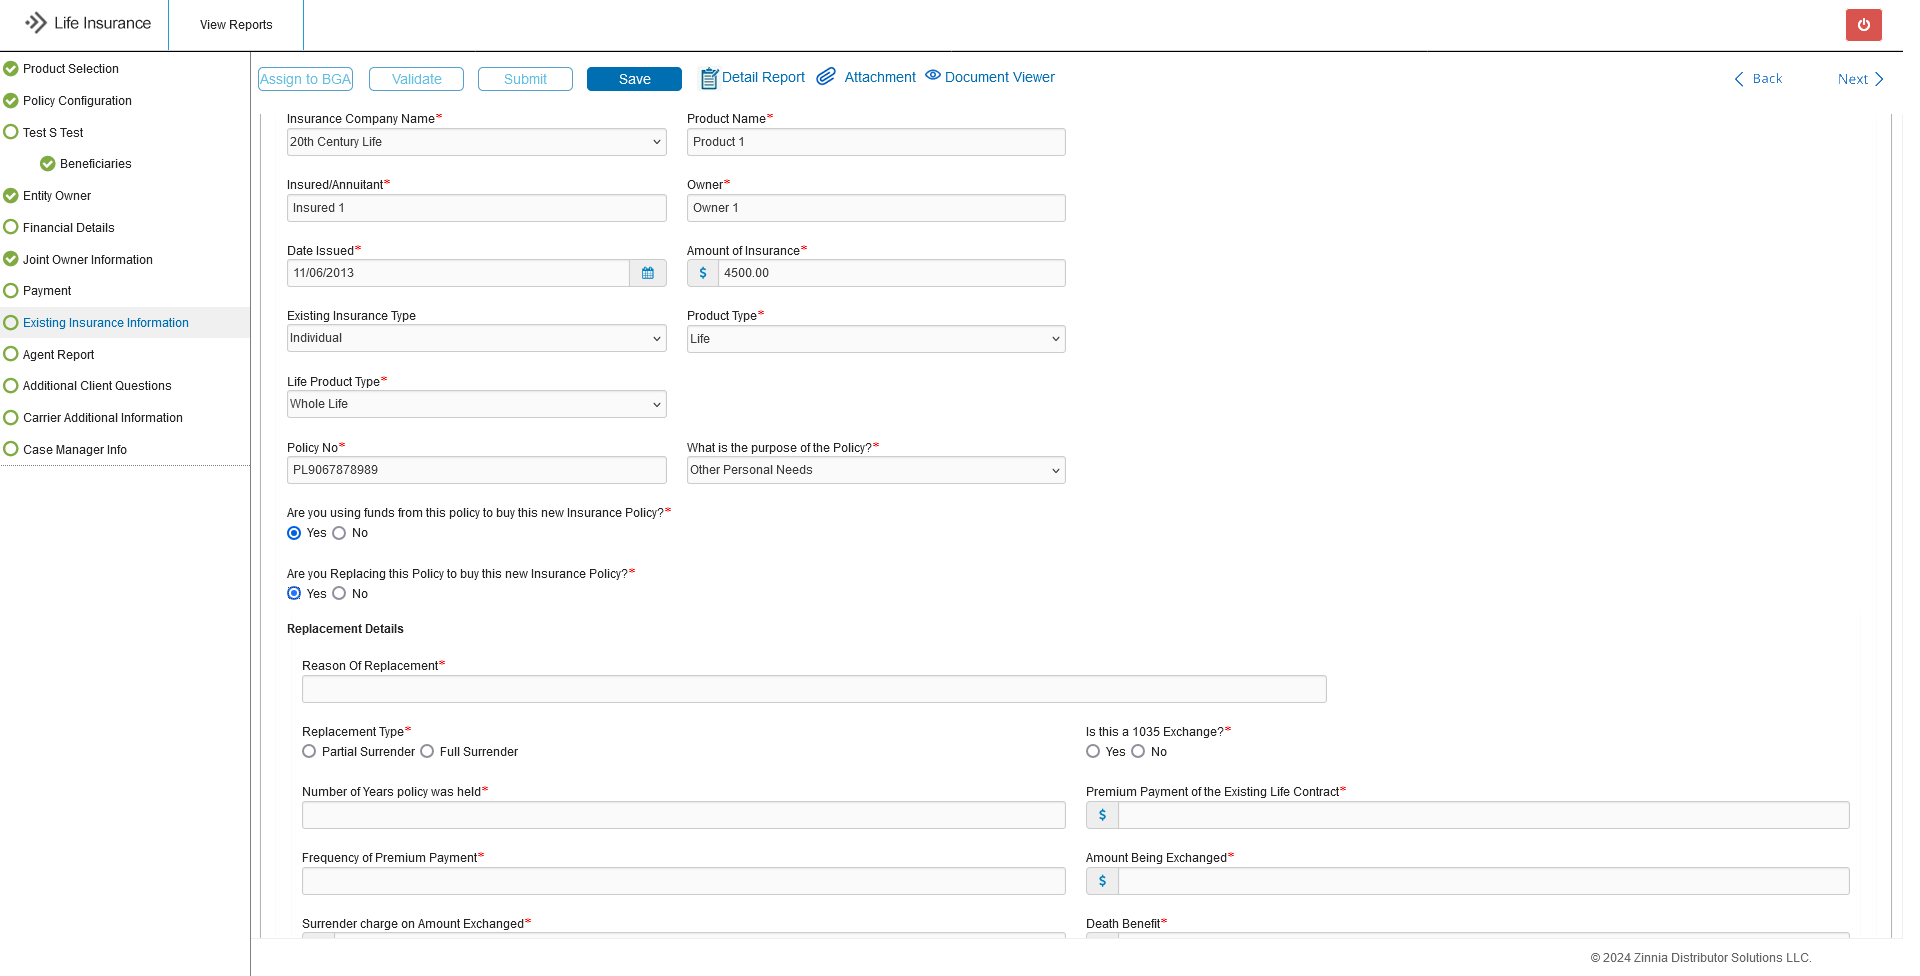 Life Insurance
View Reports
Product Selection
Policy Configuration
Test S Test
Beneficiaries
Entity Owner
Financial Details
Joint Owner Information
Payment
Existing Insurance Information
Agent Report
Additional Client Questions
Carrier Additional Information
Case Manager Info
Assign to BGA Validate Submit Save Detail Report Attachment Document Viewer Back Next
Insurance Company Name* Product Name*
20th Century Life Product 1
Insured/Annuitant* Owner*
Insured 1 Owner 1
Date Issued* Amount of Insurance*
11/06/2013 $ 4500.00
Existing Insurance Type Product Type*
Individual Life
Life Product Type*
Whole Life
Policy No* What is the purpose of the Policy?*
PL9067878989 Other Personal Needs
Are you using funds from this policy to buy this new Insurance Policy?*
Yes No
Are you Replacing this Policy to buy this new Insurance Policy?*
Yes No
Replacement Details
Reason Of Replacement*
Replacement Type* Is this a 1035 Exchange?*
Partial Surrender Full Surrender Yes No
Number of Years policy was held* Premium Payment of the Existing Life Contract*
$
Frequency of Premium Payment* Amount Being Exchanged*
$
Surrender charge on Amount Exchanged* Death Benefit*
© 2024 Zinnia Distributor Solutions LLC.